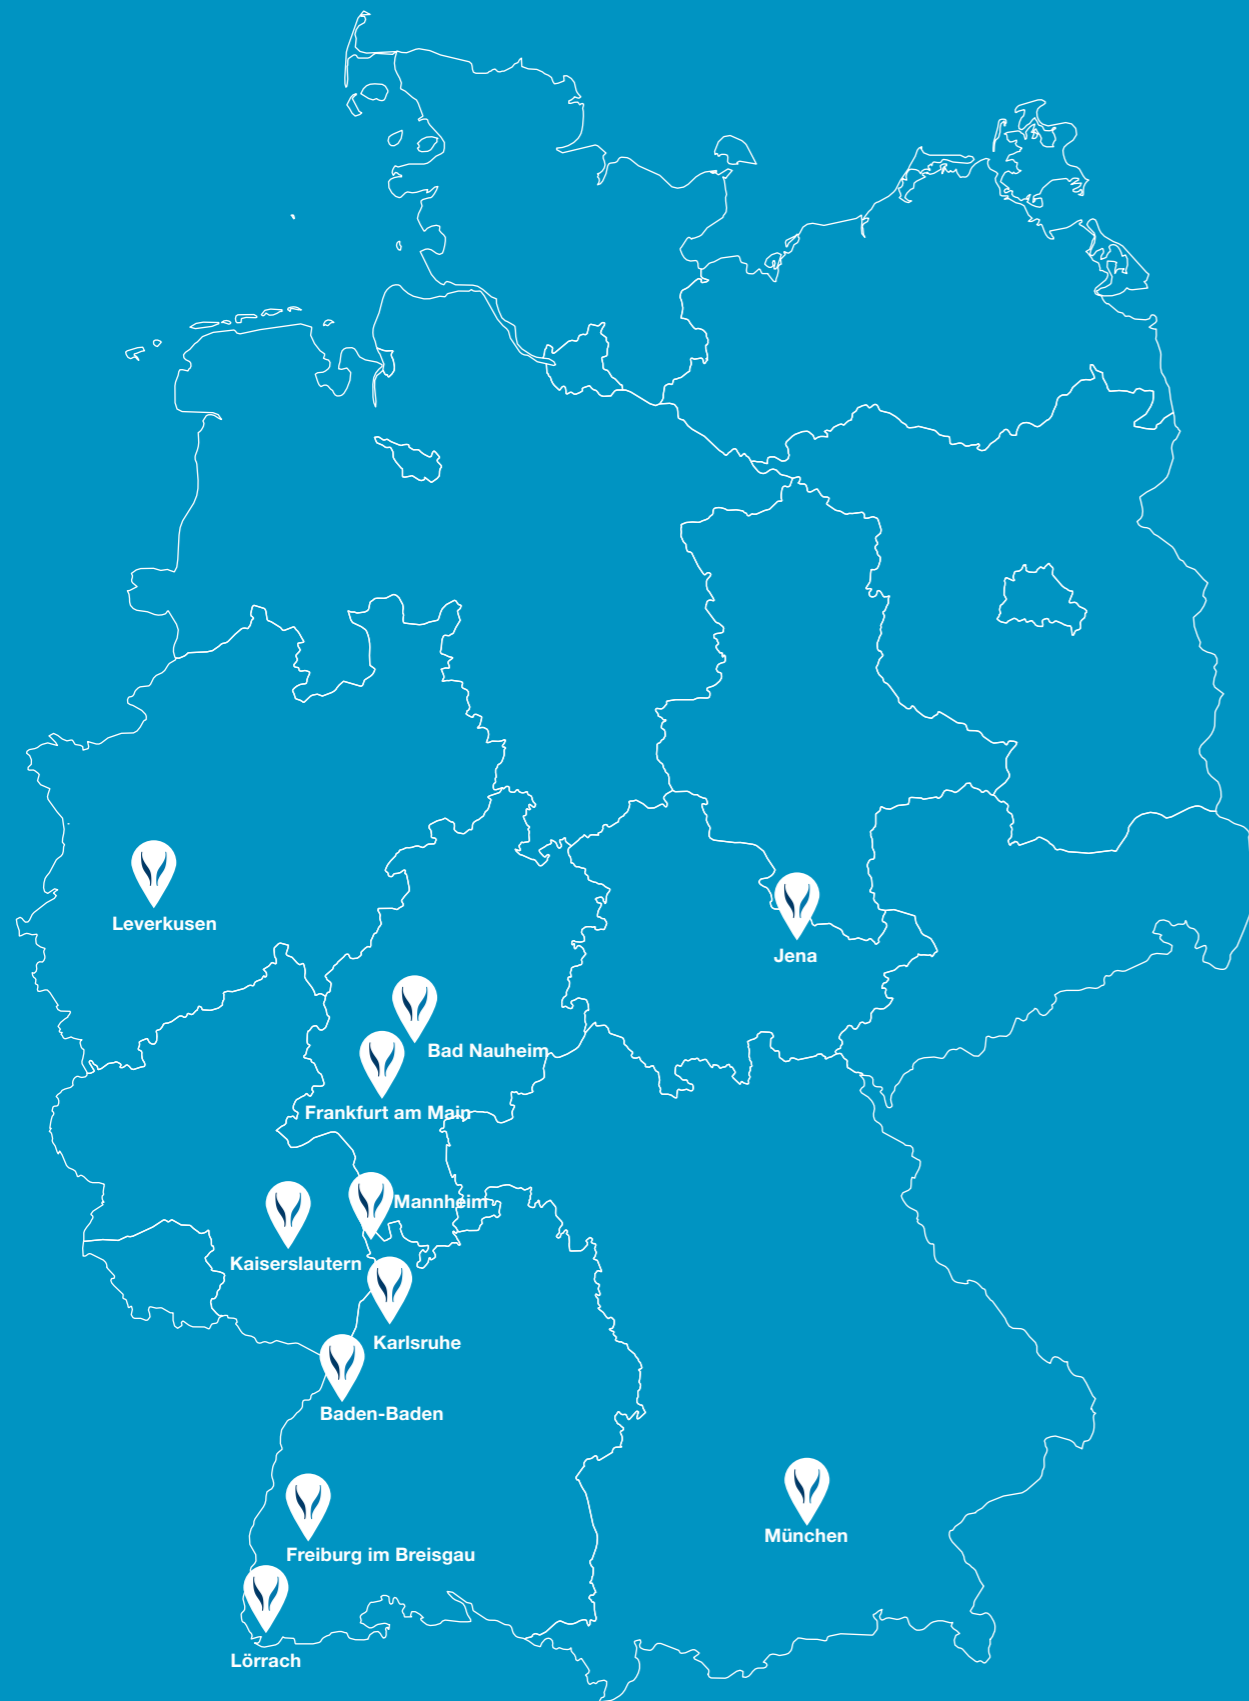 Leverkusen
Jena
Bad Nauheim
Frankfurt am Main
Mannheim
Kaiserslautern
Karlsruhe
Baden-Baden
München
Freiburg im Breisgau
Lörrach